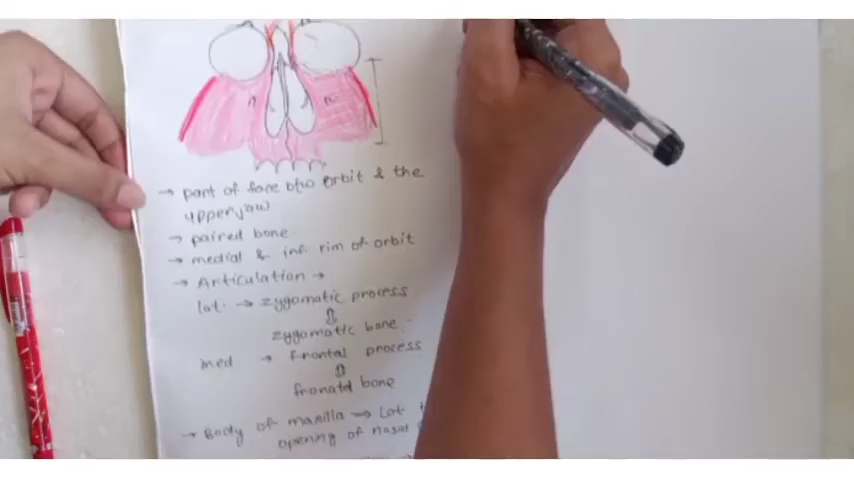 → part of face b/w orbit & the
upperjaw
→ paired bone
→ medial & inf. rim of orbit
→ Articulation →
lat: → zygomatic process
⇕
zygomatic bone
med → frontal process
⇕
fronatd bone
→ Body of maxilla ⇒ Lat
opening of nasal